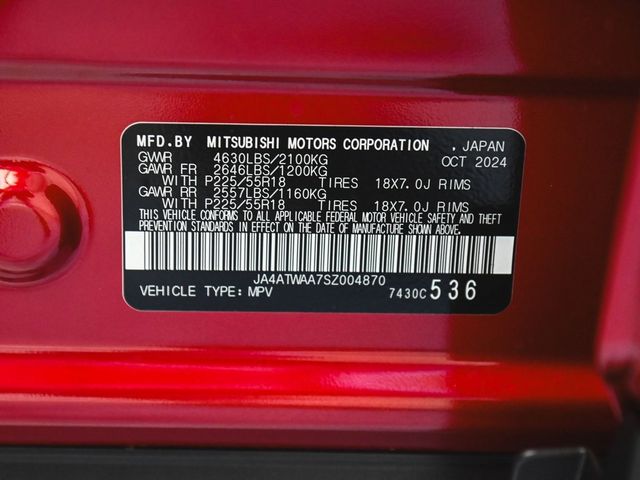 MFD.BY MITSUBISHI MOTORS CORPORATION , JAPAN
GVWR 4630LBS/2100KG OCT 2024
GAWR FR 2646LBS/1200KG
WITH P225/55R18 TIRES 18X7.0J RIMS
GAWR RR 2557LBS/1160KG
WITH P225/55R18 TIRES 18X7.0J RIMS
THIS VEHICLE CONFORMS TO ALL APPLICABLE FEDERAL MOTOR VEHICLE SAFETY AND THEFT
PREVENTION STANDARDS IN EFFECT ON THE DATE OF MANUFACTURE SHOWN ABOVE.
JA4ATWAA7SZ004870
VEHICLE TYPE: MPV 7430C 536